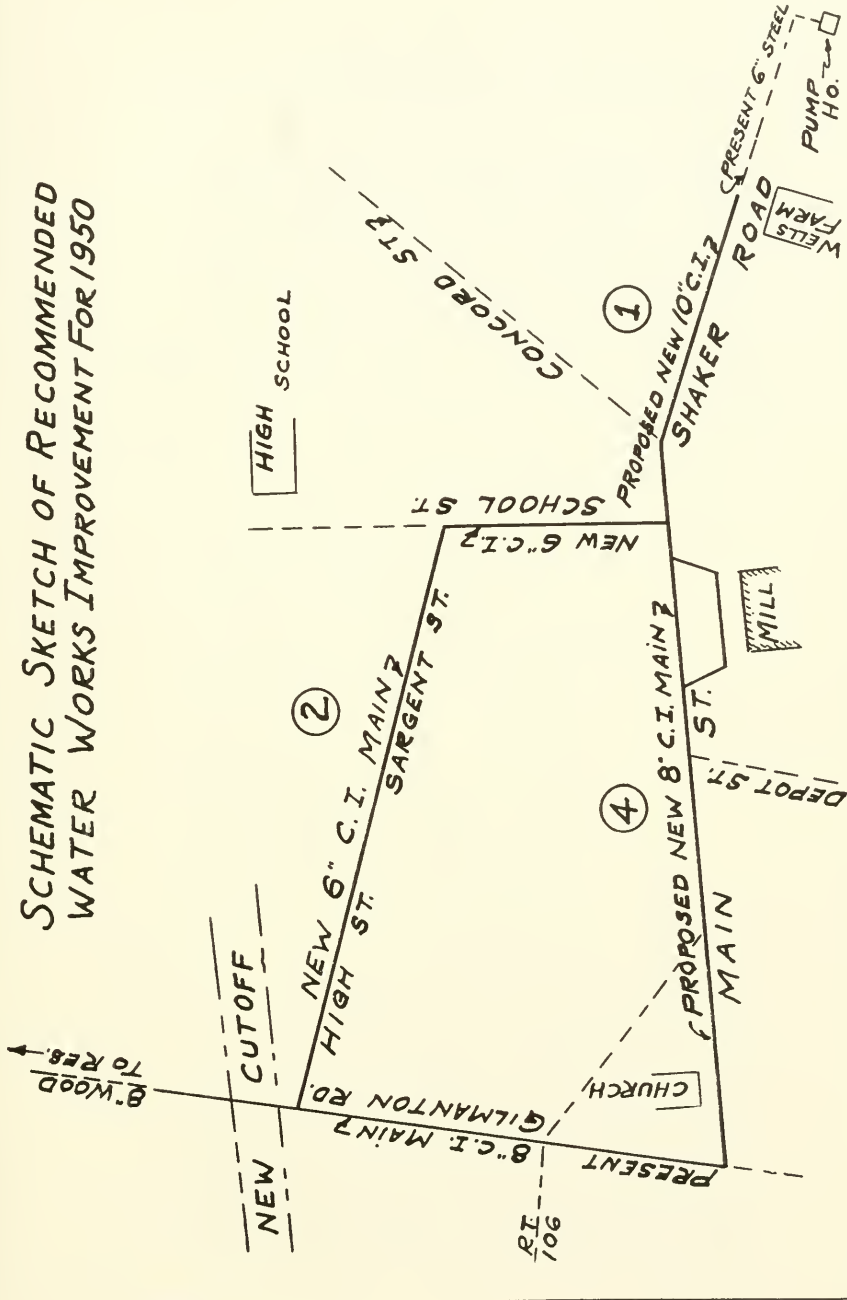 SCHEMATIC SKETCH OF RECOMMENDED
WATER WORKS IMPROVEMENT FOR 1950
8" WOOD
TO RES.
NEW CUTOFF
HIGH SCHOOL
CONCORD ST.
②
NEW 6" C. I. MAIN
HIGH ST.
SARGENT ST.
SCHOOL ST.
NEW 6" C.I.
①
PROPOSED NEW 10" C.I.
SHAKER ROAD
PRESENT 6" STEEL
PUMP
HO.
WELLS
FARM
GILMANTON RD.
PRESENT 8" C. I. MAIN
RT.
106
CHURCH
④
PROPOSED NEW 8" C. I. MAIN
MAIN ST.
DEPOT ST.
MILL